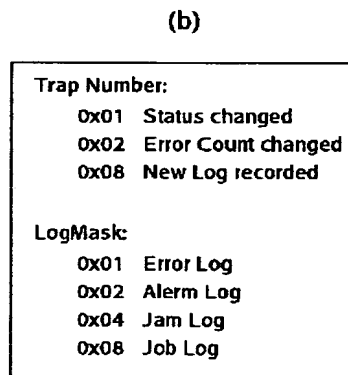 (b)
Trap Number:
0x01 Status changed
0x02 Error Count changed
0x08 New Log recorded
LogMask:
0x01 Error Log
0x02 Alerm Log
0x04 Jam Log
0x08 Job Log